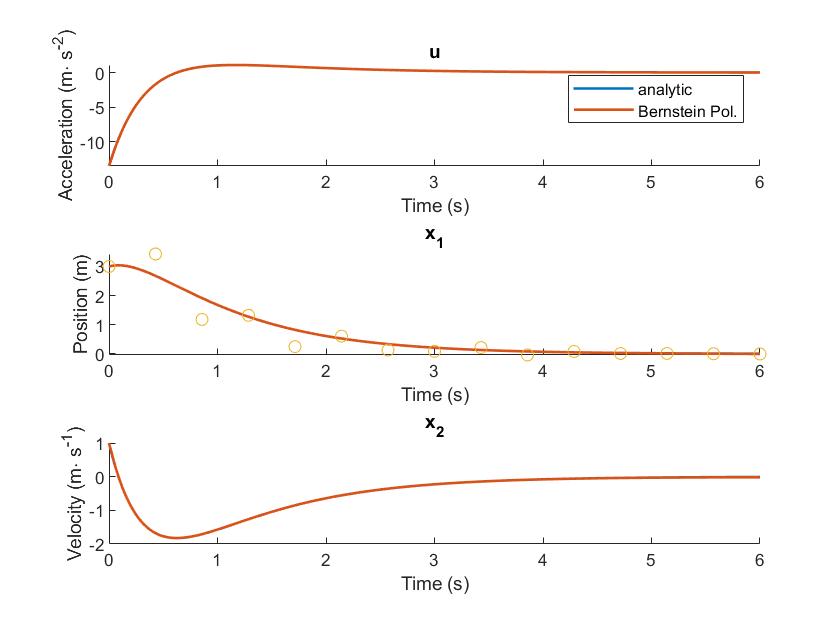 u
Acceleration (m· s-2)
0
-5
-10
analytic
Bernstein Pol.
0 1 2 3 4 5 6
Time (s)
x1
Position (m)
3
2
1
0
0 1 2 3 4 5 6
Time (s)
x2
Velocity (m· s-1)
1
0
-1
-2
0 1 2 3 4 5 6
Time (s)